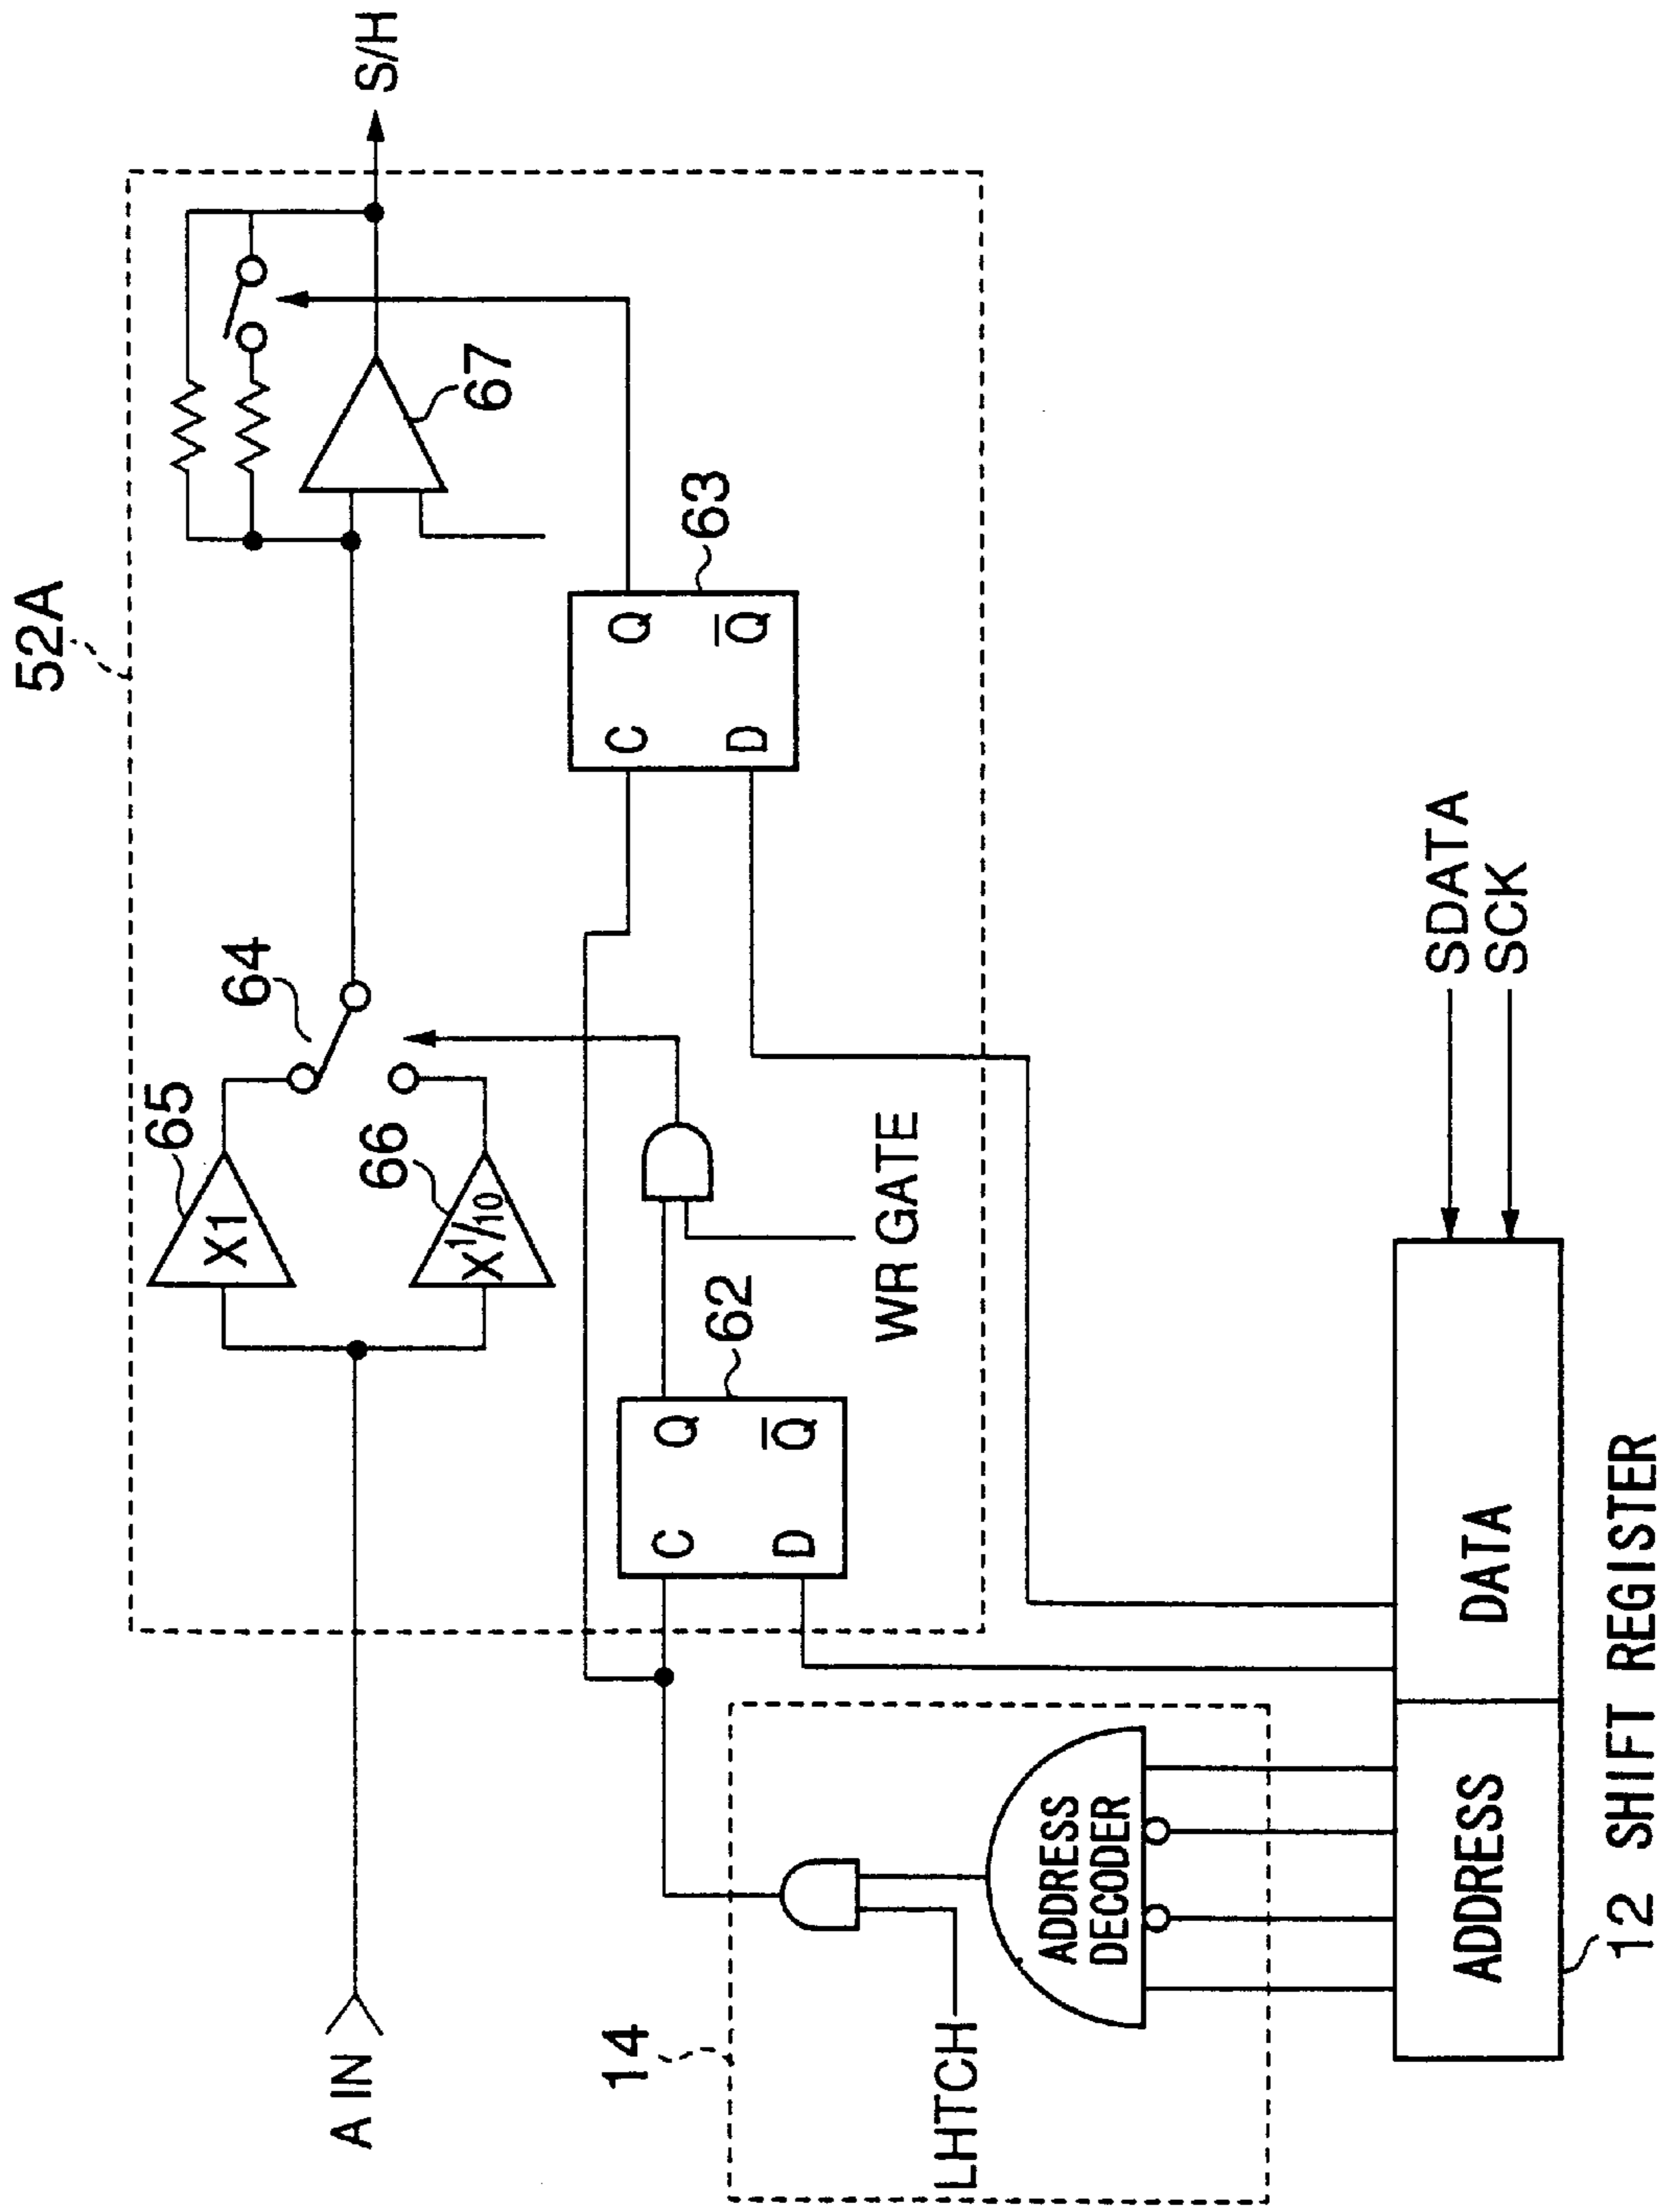 52A
A IN
65
X1
64
66
X 1/10
67
S/H
62
C
Q
D
Q̅
63
C
Q
D
Q̅
WR GATE
14
LHTCH
ADDRESS
DECODER
ADDRESS
DATA
SDATA
SCK
12 SHIFT REGISTER